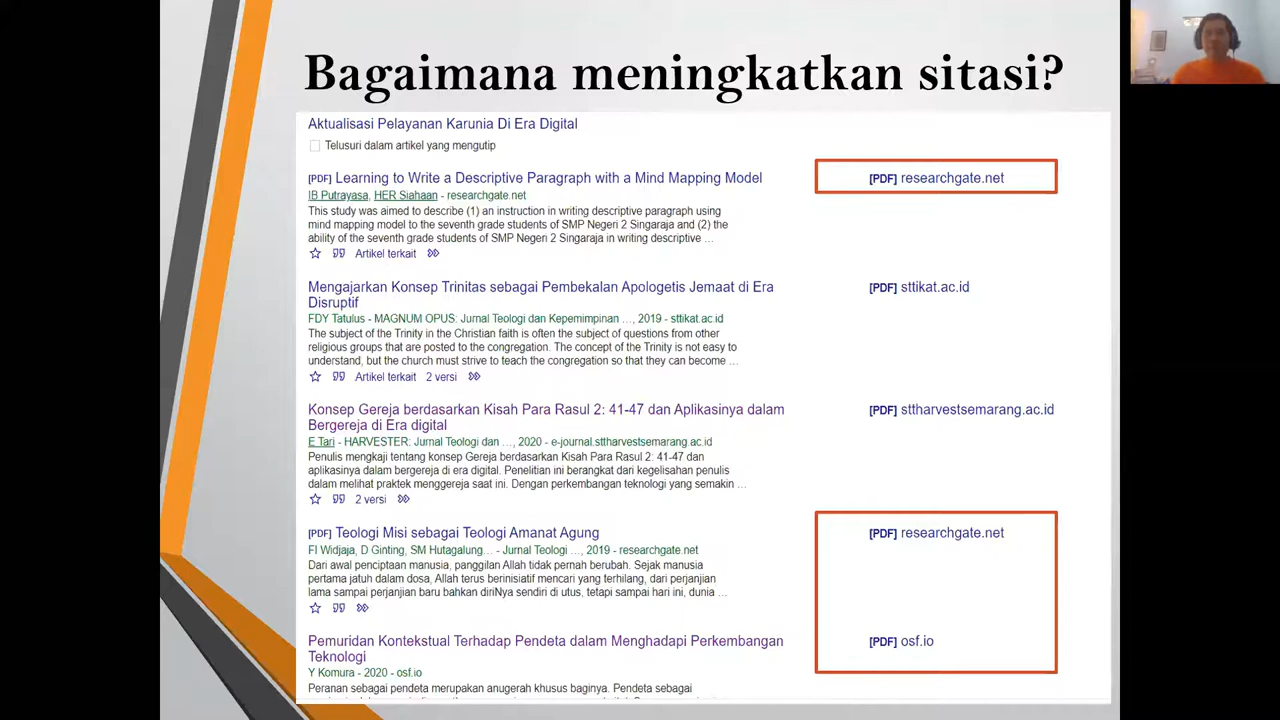 Bagaimana meningkatkan sitasi?
Aktualisasi Pelayanan Karunia Di Era Digital
Telusuri dalam artikel yang mengutip
[PDF] Learning to Write a Descriptive Paragraph with a Mind Mapping Model
[PDF] researchgate.net
IB Putrayasa, HER Siahaan - researchgate.net
This study was aimed to describe (1) an instruction in writing descriptive paragraph using
mind mapping model to the seventh grade students of SMP Negeri 2 Singaraja and (2) the
ability of the seventh grade students of SMP Negeri 2 Singaraja in writing descriptive ...
Artikel terkait
Mengajarkan Konsep Trinitas sebagai Pembekalan Apologetis Jemaat di Era
Disruptif
[PDF] sttikat.ac.id
FDY Tatulus - MAGNUM OPUS: Jurnal Teologi dan Kepemimpinan ..., 2019 - sttikat.ac.id
The subject of the Trinity in the Christian faith is often the subject of questions from other
religious groups that are posted to the congregation. The concept of the Trinity is not easy to
understand, but the church must strive to teach the congregation so that they can become ...
Artikel terkait 2 versi
Konsep Gereja berdasarkan Kisah Para Rasul 2: 41-47 dan Aplikasinya dalam
Bergereja di Era digital
[PDF] sttharvestsemarang.ac.id
E Tari - HARVESTER: Jurnal Teologi dan ..., 2020 - e-journal.sttharvestsemarang.ac.id
Penulis mengkaji tentang konsep Gereja berdasarkan Kisah Para Rasul 2: 41-47 dan
aplikasinya dalam bergereja di era digital. Penelitian ini berangkat dari kegelisahan penulis
dalam melihat praktek menggereja saat ini. Dengan perkembangan teknologi yang semakin ...
2 versi
[PDF] Teologi Misi sebagai Teologi Amanat Agung
[PDF] researchgate.net
FI Widjaja, D Ginting, SM Hutagalung... - Jurnal Teologi ..., 2019 - researchgate.net
Dari awal penciptaan manusia, panggilan Allah tidak pernah berubah. Sejak manusia
pertama jatuh dalam dosa, Allah terus berinisiatif mencari yang terhilang, dari perjanjian
lama sampai perjanjian baru bahkan diriNya sendiri di utus, tetapi sampai hari ini, dunia ...
Pemuridan Kontekstual Terhadap Pendeta dalam Menghadapi Perkembangan
Teknologi
[PDF] osf.io
Y Komura - 2020 - osf.io
Peranan sebagai pendeta merupakan anugerah khusus baginya. Pendeta sebagai